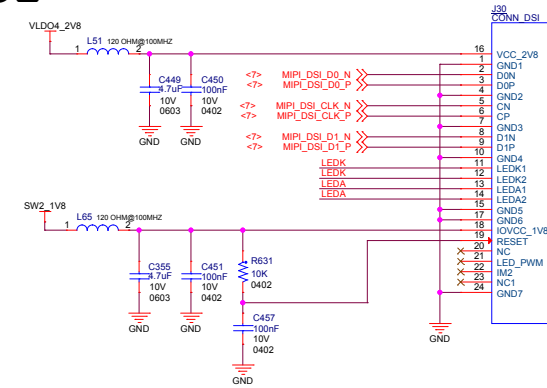 J30
CONN_DSI
VLDO4_2V8
L51 120 OHM@100MHZ
1 2
16 VCC_2V8
1 GND1
C449
4.7uF
10V
0603
C450
100nF
10V
0402
GND
GND
<7> MIPI_DSI_D0_N 2 D0N
<7> MIPI_DSI_D0_P 3 D0P
4 GND2
<7> MIPI_DSI_CLK_N 5 CN
<7> MIPI_DSI_CLK_P 6 CP
7 GND3
<7> MIPI_DSI_D1_N 8 D1N
<7> MIPI_DSI_D1_P 9 D1P
10 GND4
LEDK 11 LEDK1
LEDK 12 LEDK2
LEDA 13 LEDA1
LEDA 14 LEDA2
15 GND5
17 GND6
SW2_1V8
L65 120 OHM@100MHZ
1 2
18 IOVCC_1V8
19 RESET
20 NC
21 LED_PWM
22 IM2
23 NC1
24 GND7
C355
4.7uF
10V
0603
C451
100nF
10V
0402
R631
10K
0402
GND
GND
C457
100nF
10V
0402
GND
GND